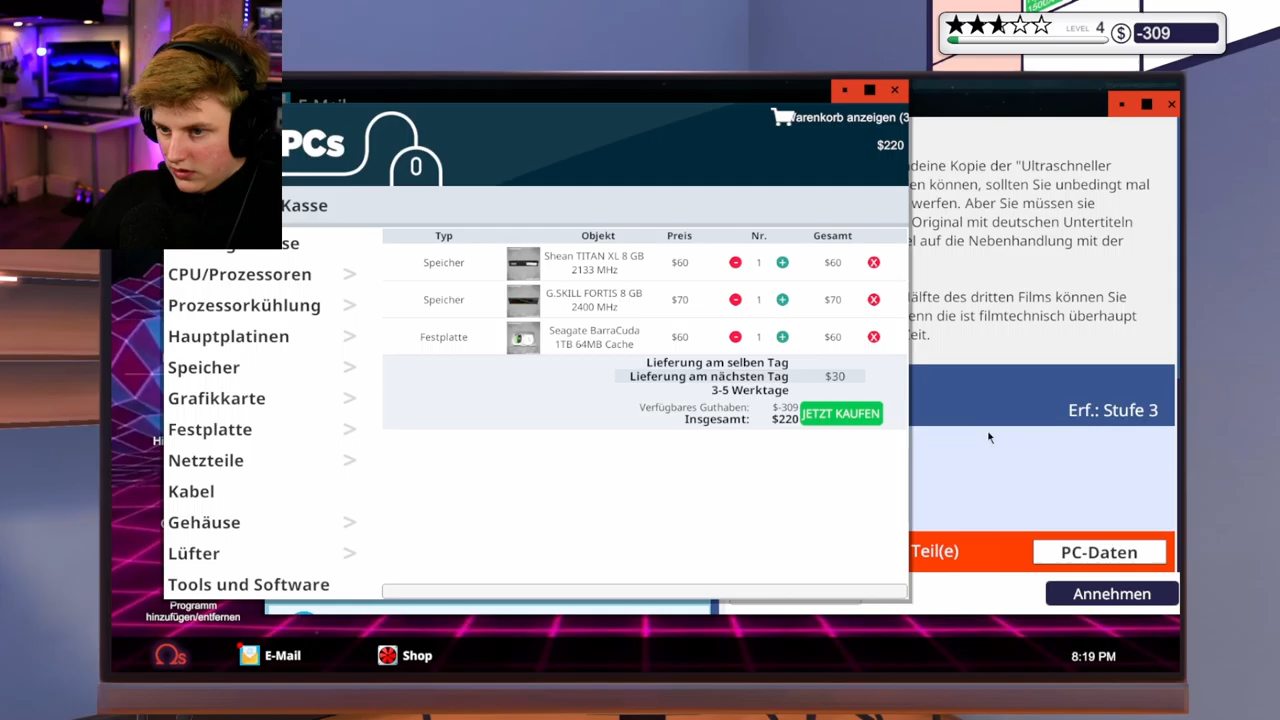 LEVEL 4 $ -309
E-Mail
PCs
arenkorb anzeigen (3
$220
Kasse
se
CPU/Prozessoren >
Prozessorkühlung >
Hauptplatinen >
Speicher >
Grafikkarte >
Festplatte >
Netzteile >
Kabel
Gehäuse >
Lüfter >
Tools und Software
Typ Objekt Preis Nr. Gesamt
Speicher Shean TITAN XL 8 GB 2133 MHz $60 1 $60
Speicher G.SKILL FORTIS 8 GB 2400 MHz $70 1 $70
Festplatte Seagate BarraCuda 1TB 64MB Cache $60 1 $60
Lieferung am selben Tag
Lieferung am nächsten Tag $30
3-5 Werktage
Verfügbares Guthaben: $-309
Insgesamt: $220
JETZT KAUFEN
deine Kopie der "Ultraschneller
en können, sollten Sie unbedingt mal
werfen. Aber Sie müssen sie
Original mit deutschen Untertiteln
l auf die Nebenhandlung mit der
älfte des dritten Films können Sie
enn die ist filmtechnisch überhaupt
eit.
Erf.: Stufe 3
Teil(e) PC-Daten
Annehmen
Hi
Programm
hinzufügen/entfernen
E-Mail Shop 8:19 PM